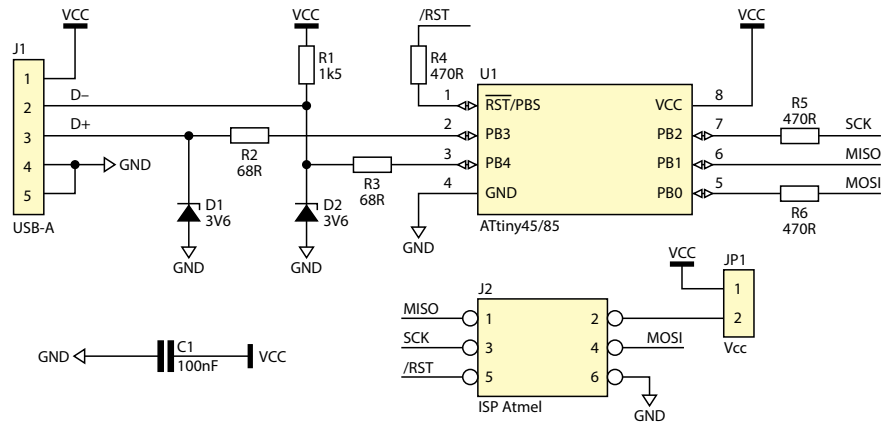 VCC
J1
1
2
3
4
5
USB-A
D–
D+
GND
VCC
R1
1k5
R2
68R
R3
68R
D1
3V6
GND
D2
3V6
GND
/RST
R4
470R
U1
1
2
3
4
RST/PBS
PB3
PB4
GND
VCC
PB2
PB1
PB0
8
7
6
5
ATtiny45/85
GND
VCC
R5
470R
SCK
MISO
MOSI
R6
470R
GND
C1
100nF
VCC
J2
MISO
SCK
/RST
1
3
5
2
4
6
MOSI
ISP Atmel
GND
VCC
JP1
1
2
Vcc